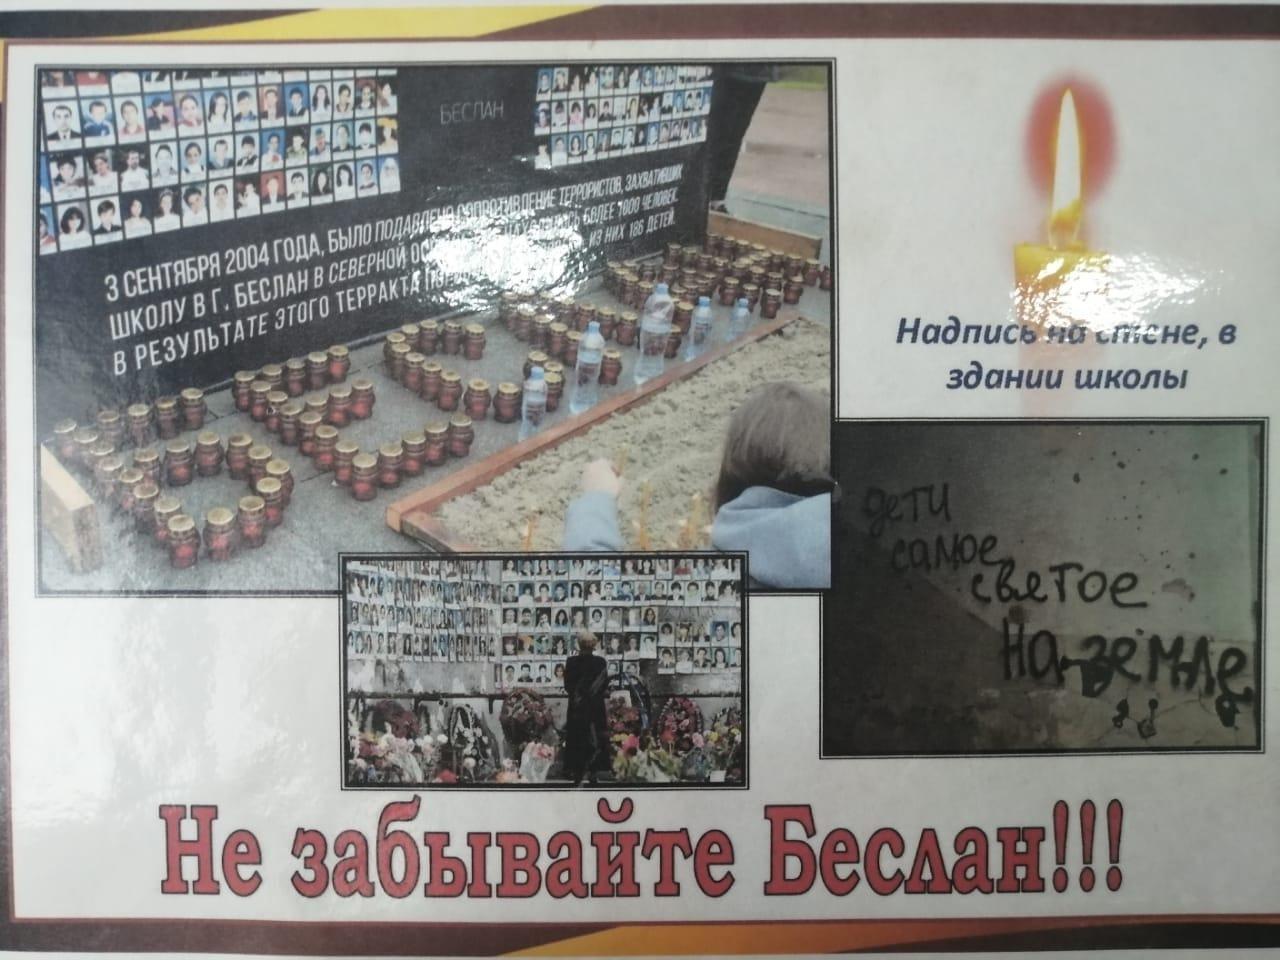 БЕСЛАН
3 СЕНТЯБРЯ 2004 ГОДА, БЫЛО ПОДАВЛЕНО СОПРОТИВЛЕНИЕ ТЕРРОРИСТОВ, ЗАХВАТИВШИХ
ШКОЛУ В Г. БЕСЛАН В СЕВЕРНОЙ БОЛЕЕ 1000 ЧЕЛОВЕК.
В РЕЗУЛЬТАТЕ ЭТОГО ТЕРРАКТА ИЗ НИХ 186 ДЕТЕЙ.
Надпись на стене, в
здании школы
дети
самое
святое
на земле
Не забывайте Беслан!!!